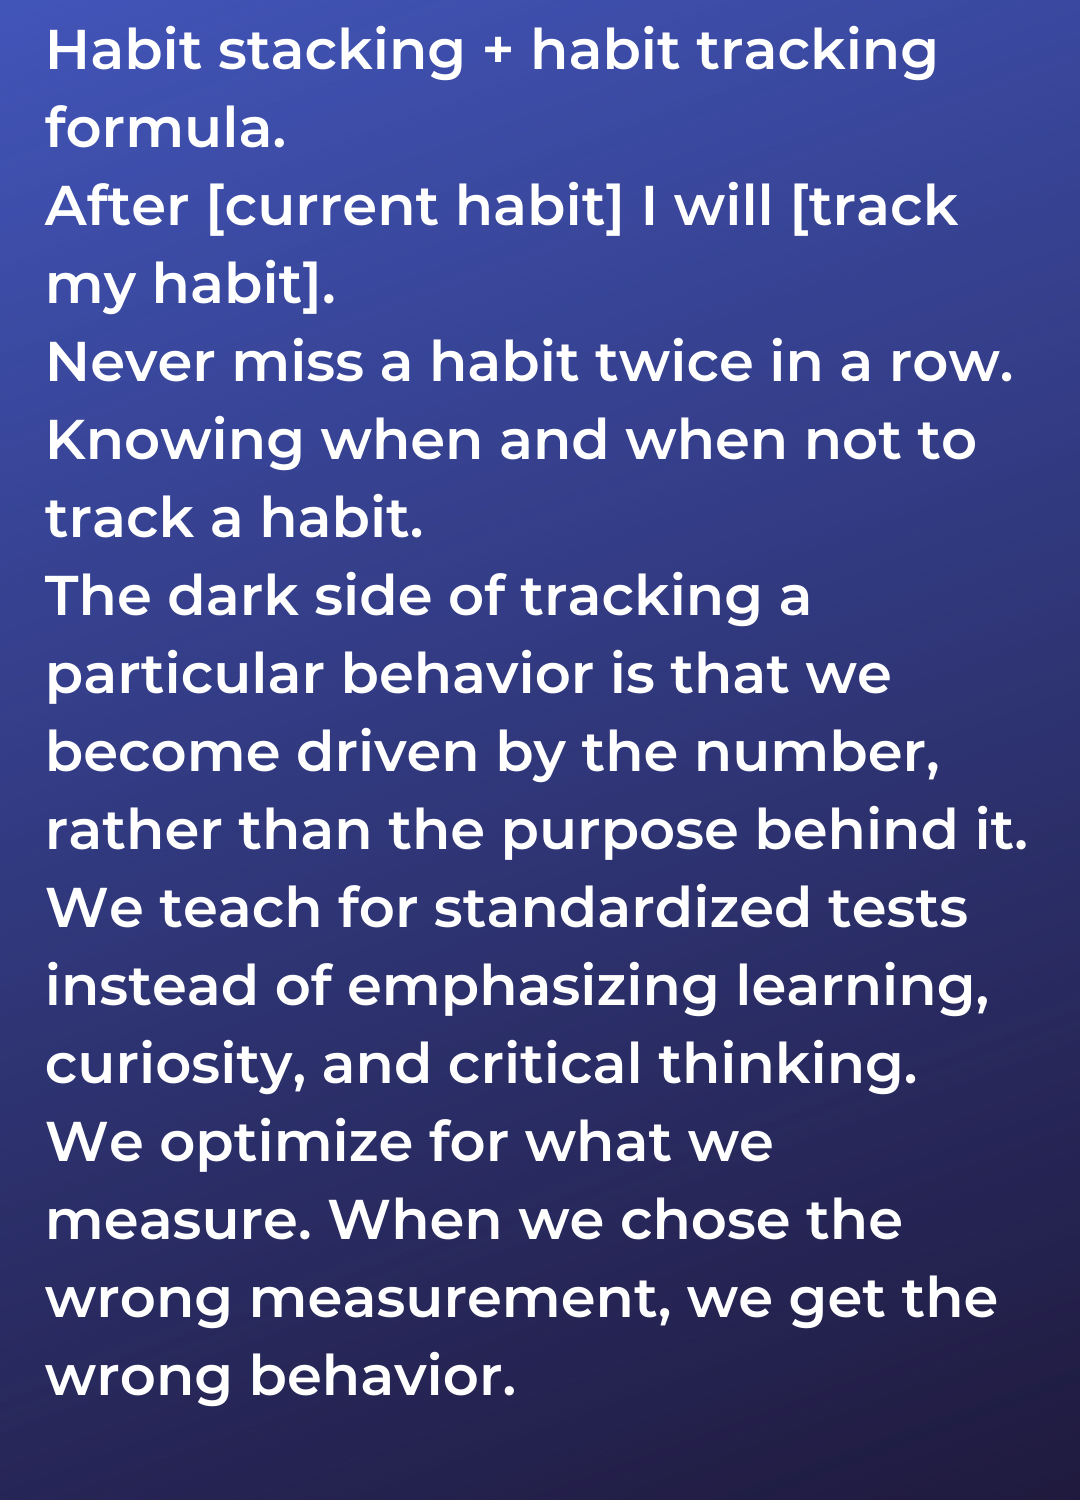 Habit stacking + habit tracking
formula.
After [current habit] I will [track
my habit].
Never miss a habit twice in a row.
Knowing when and when not to
track a habit.
The dark side of tracking a
particular behavior is that we
become driven by the number,
rather than the purpose behind it.
We teach for standardized tests
instead of emphasizing learning,
curiosity, and critical thinking.
We optimize for what we
measure. When we chose the
wrong measurement, we get the
wrong behavior.